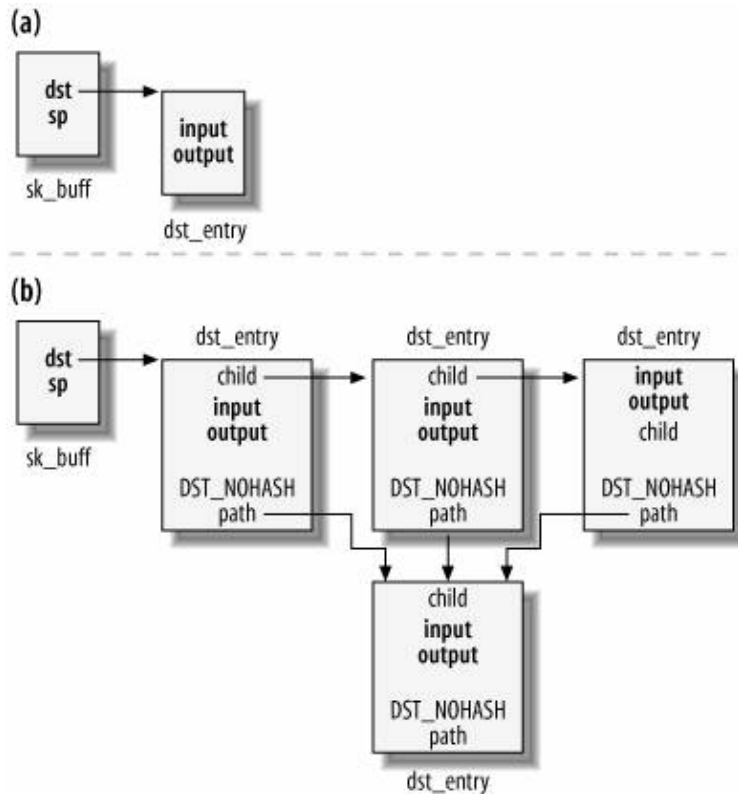 (a)
dst
sp
sk_buff
input
output
dst_entry
(b)
dst
sp
sk_buff
dst_entry
child
input
output
DST_NOHASH
path
dst_entry
child
input
output
DST_NOHASH
path
dst_entry
input
output
child
DST_NOHASH
path
child
input
output
DST_NOHASH
path
dst_entry